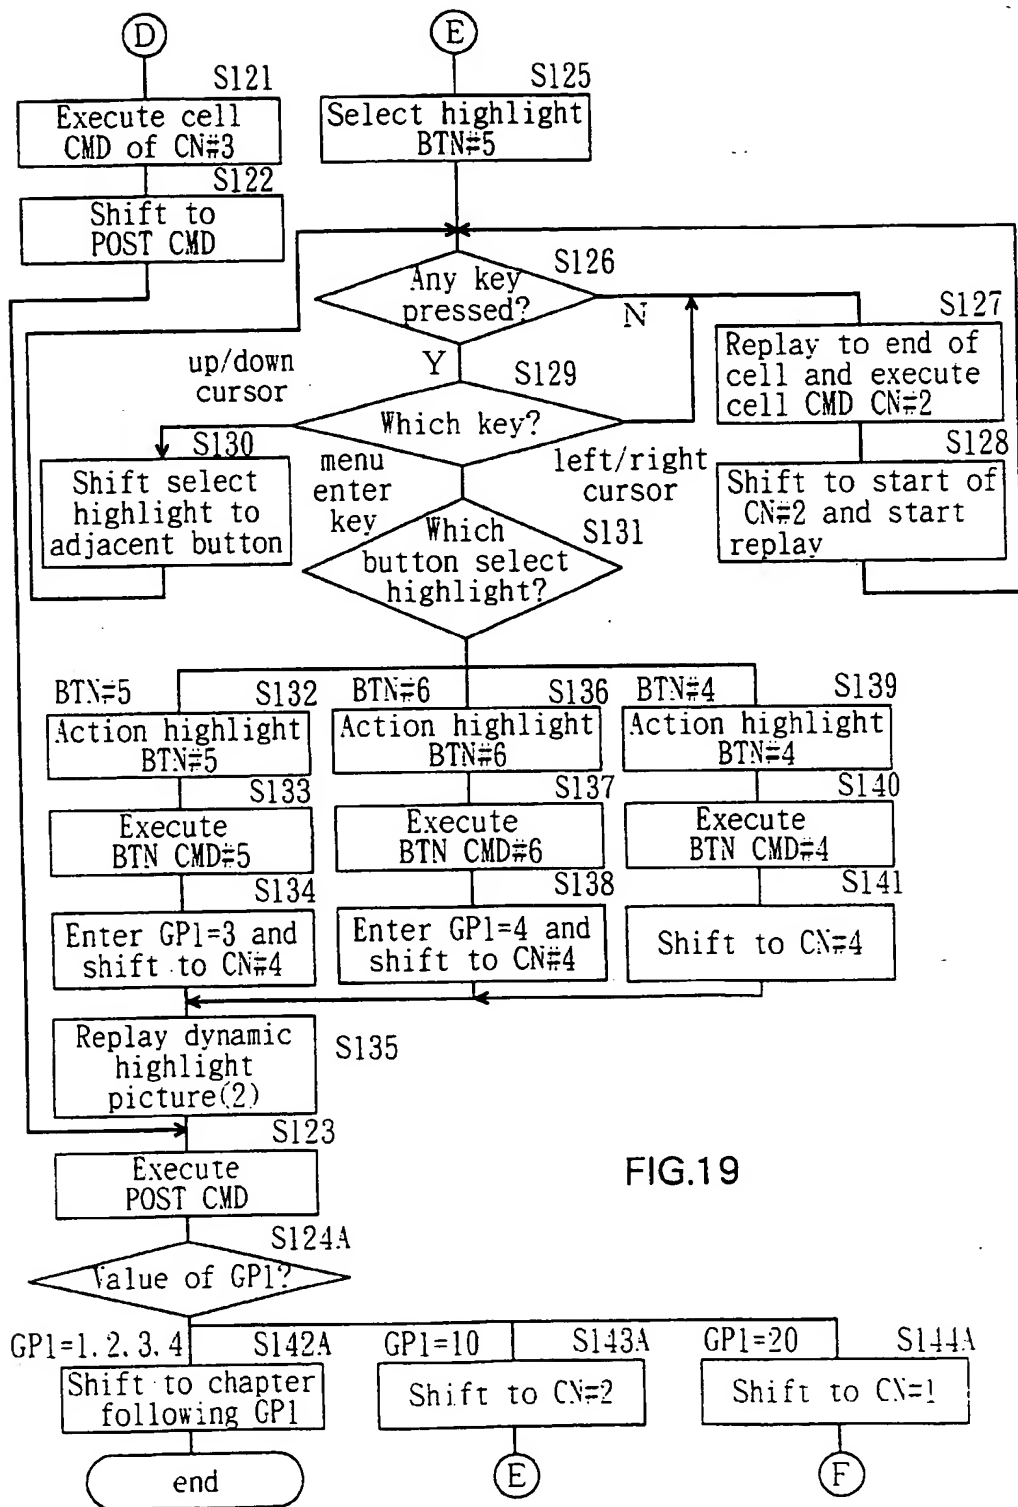 D
E
S121
S125
Execute cell
CMD of CN#3
Select highlight
BTN#5
S122
Shift to
POST CMD
S126
Any key
pressed?
N
Y
S127
Replay to end of
cell and execute
cell CMD CN#2
up/down
cursor
S129
Which key?
S130
Shift select
highlight to
adjacent button
menu
enter
key
left/right
cursor
S128
Shift to start of
CN#2 and start
replay
S131
Which
button select
highlight?
BTN#5
S132
BTN#6
S136
BTN#4
S139
Action highlight
BTN#5
Action highlight
BTN#6
Action highlight
BTN#4
S133
S137
S140
Execute
BTN CMD#5
Execute
BTN CMD#6
Execute
BTN CMD#4
S134
S138
S141
Enter GP1=3 and
shift to CN#4
Enter GP1=4 and
shift to CN#4
Shift to CN#4
Replay dynamic
highlight
picture(2)
S135
S123
Execute
POST CMD
FIG.19
S124A
Value of GP1?
GP1=1.2.3.4
S142A
GP1=10
S143A
GP1=20
S144A
Shift to chapter
following GP1
Shift to CN=2
Shift to CN=1
end
E
F